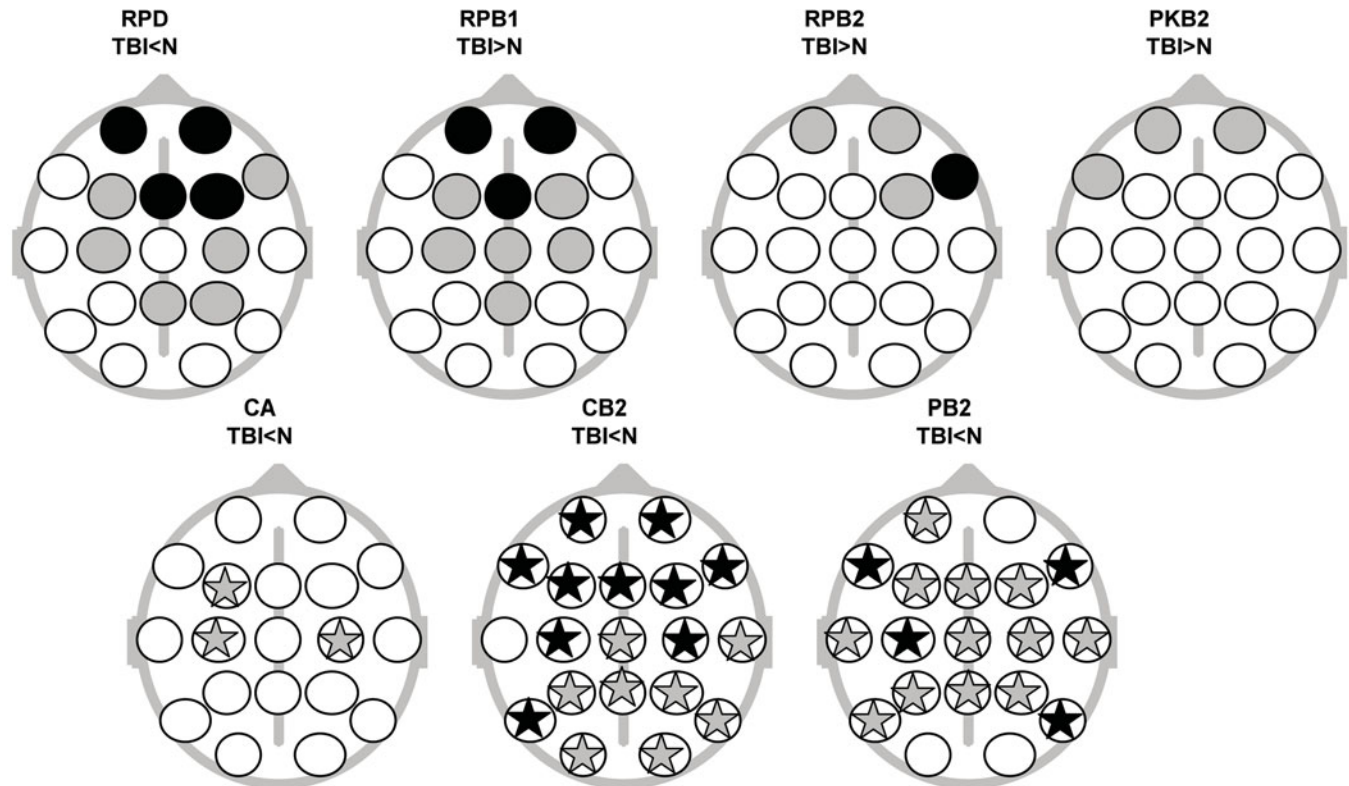 RPD
TBI<N
RPB1
TBI>N
RPB2
TBI>N
PKB2
TBI>N
CA
TBI<N
CB2
TBI<N
PB2
TBI<N